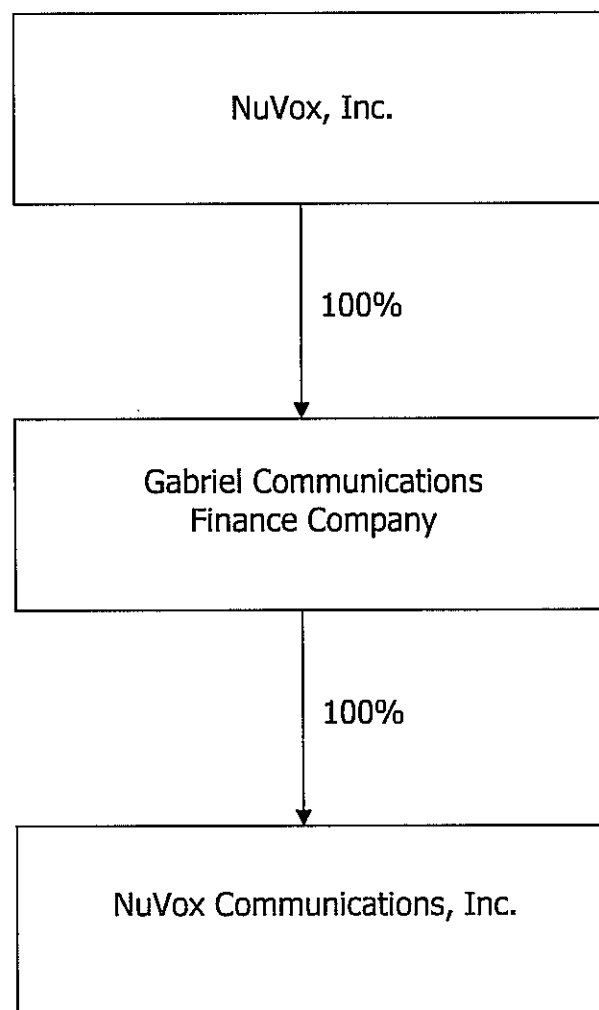 NuVox, Inc.
100%
Gabriel Communications
Finance Company
100%
NuVox Communications, Inc.